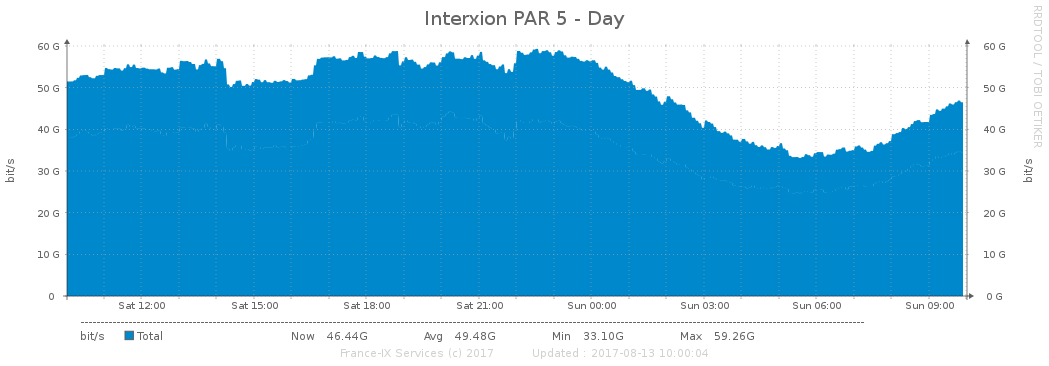 Interxion PAR 5 - Day
RRDTOOL / TOBI OETIKER
bit/s
60 G 60 G
50 G 50 G
40 G 40 G
30 G 30 G
20 G 20 G
10 G 10 G
0 0 G
bit/s
Sat 12:00 Sat 15:00 Sat 18:00 Sat 21:00 Sun 00:00 Sun 03:00 Sun 06:00 Sun 09:00
bit/s Total Now 46.44G Avg 49.48G Min 33.10G Max 59.26G
France-IX Services (c) 2017 Updated : 2017-08-13 10:00:04